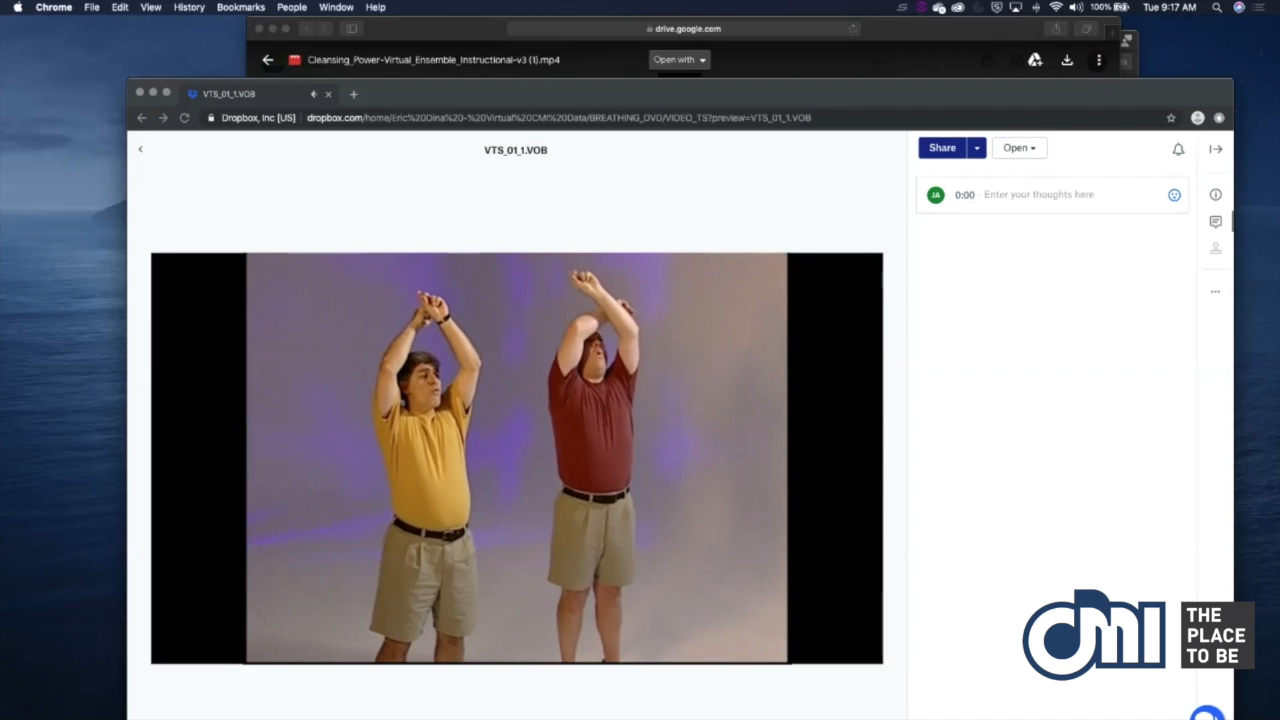 Chrome File Edit View History Bookmarks People Window Help
100%
Tue 9:17 AM
drive.google.com
Cleansing_Power-Virtual_Ensemble_Instructional-v3 (1).mp4
Open with
VTS_01_1.VOB
Dropbox, Inc [US] dropbox.com/home/Eric%20Dina%20-%20Virtual%20CMI%20Data/BREATHING_DVD/VIDEO_TS?preview=VTS_01_1.VOB
VTS_01_1.VOB
Share
Open
JA
0:00
Enter your thoughts here
cmi
THE
PLACE
TO BE